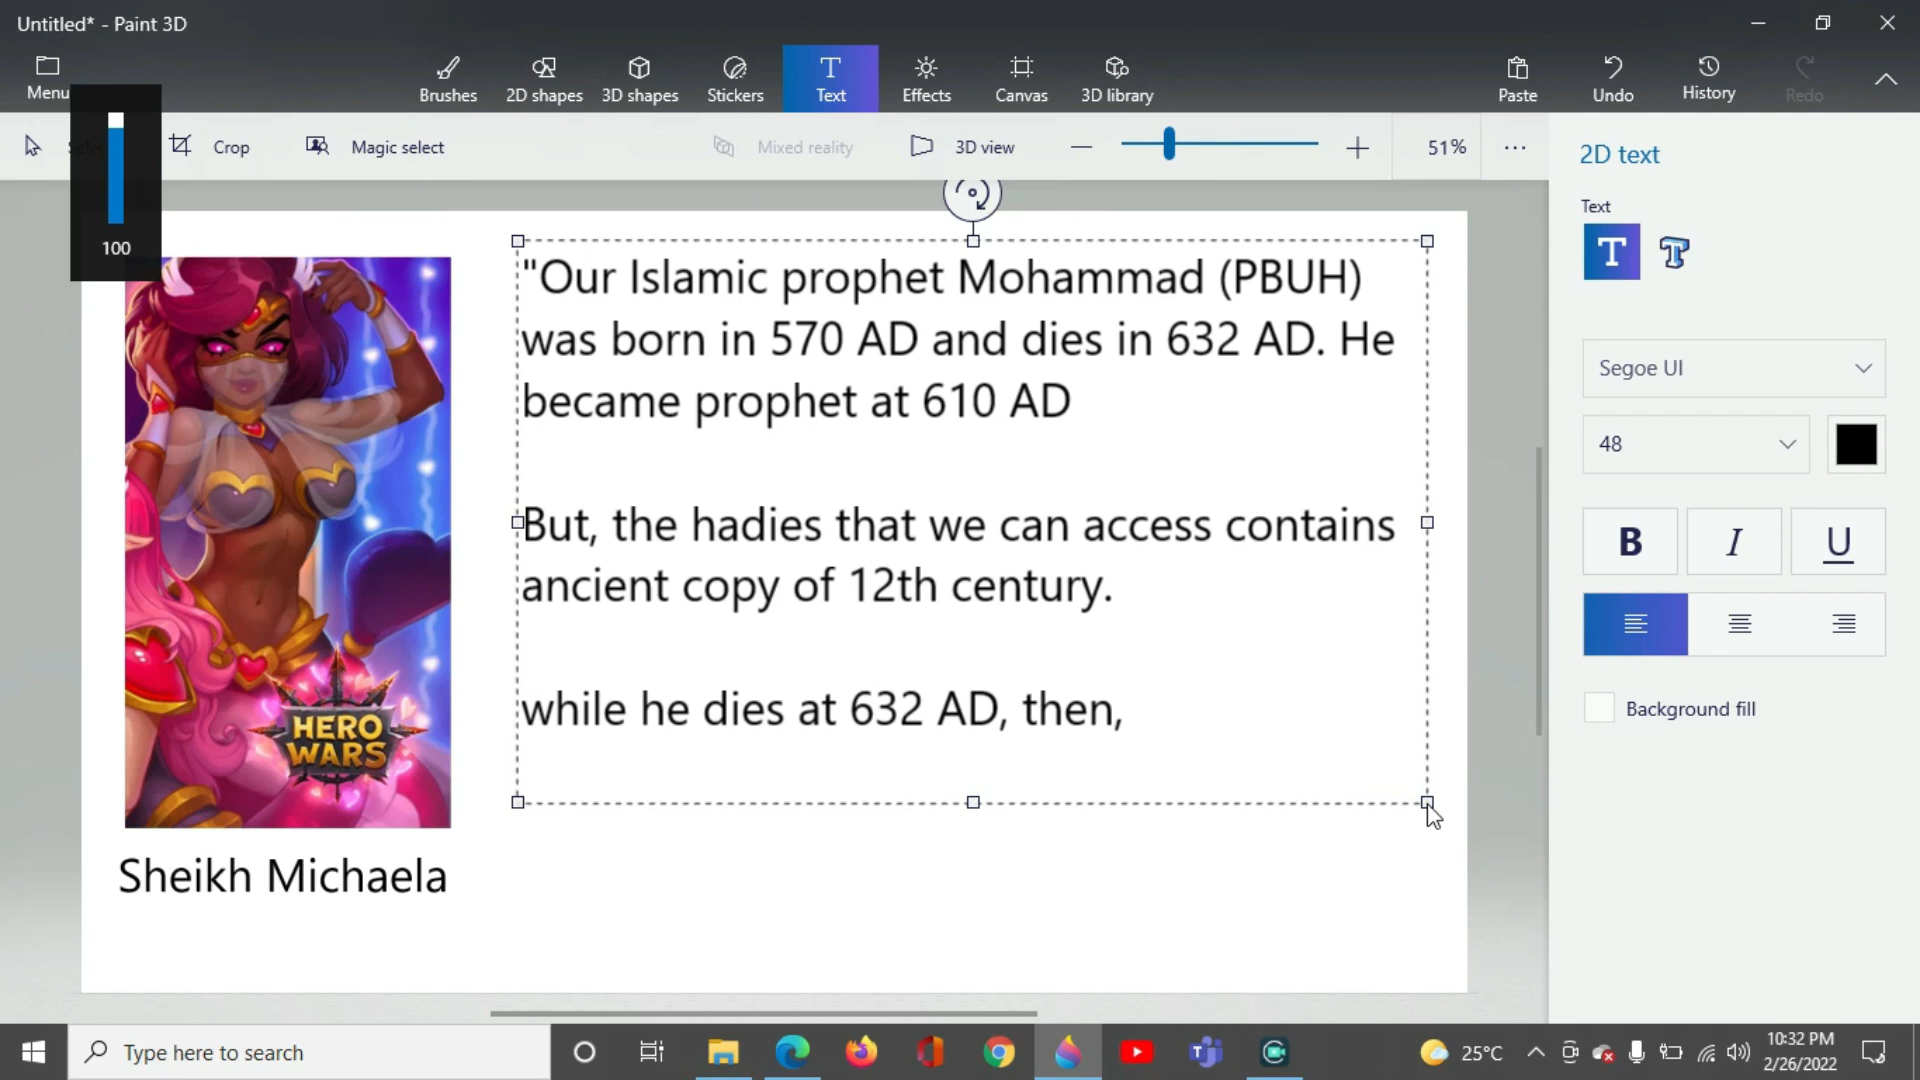 Untitled* - Paint 3D
Menu
Brushes
2D shapes
3D shapes
Stickers
Text
Effects
Canvas
3D library
Paste
Undo
History
Redo
Crop
Magic select
Mixed reality
3D view
51%
100
2D text
Text
Segoe UI
48
B
I
U
Background fill
"Our Islamic prophet Mohammad (PBUH)
was born in 570 AD and dies in 632 AD. He
became prophet at 610 AD
But, the hadies that we can access contains
ancient copy of 12th century.
while he dies at 632 AD, then,
HERO
WARS
Sheikh Michaela
Type here to search
25°C
10:32 PM
2/26/2022